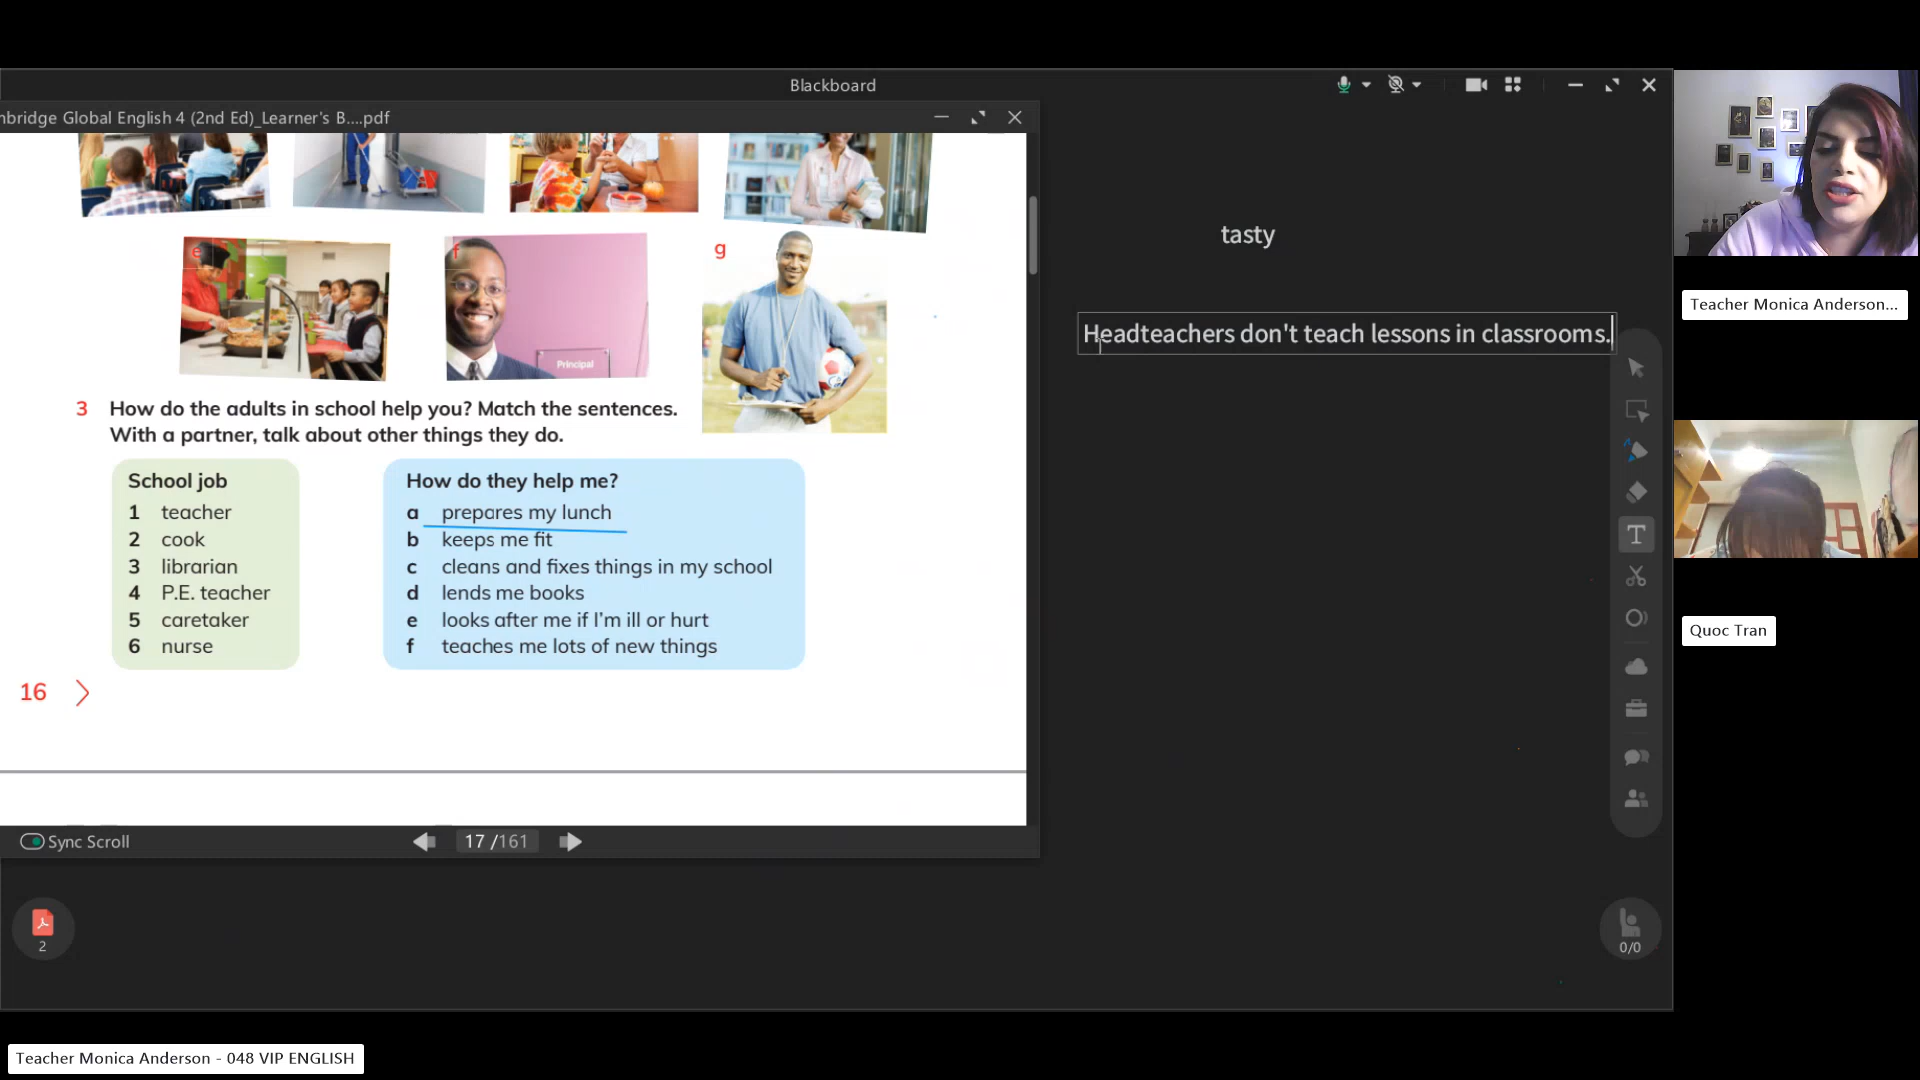 Blackboard
nbridge Global English 4 (2nd Ed)_Learner's B....pdf
e
f
g
Principal
3 How do the adults in school help you? Match the sentences.
With a partner, talk about other things they do.
School job
1 teacher
2 cook
3 librarian
4 P.E. teacher
5 caretaker
6 nurse
How do they help me?
a prepares my lunch
b keeps me fit
c cleans and fixes things in my school
d lends me books
e looks after me if I'm ill or hurt
f teaches me lots of new things
16
Sync Scroll
17 /161
2
tasty
Headteachers don't teach lessons in classrooms.
T
0/0
Teacher Monica Anderson...
Quoc Tran
Teacher Monica Anderson - 048 VIP ENGLISH